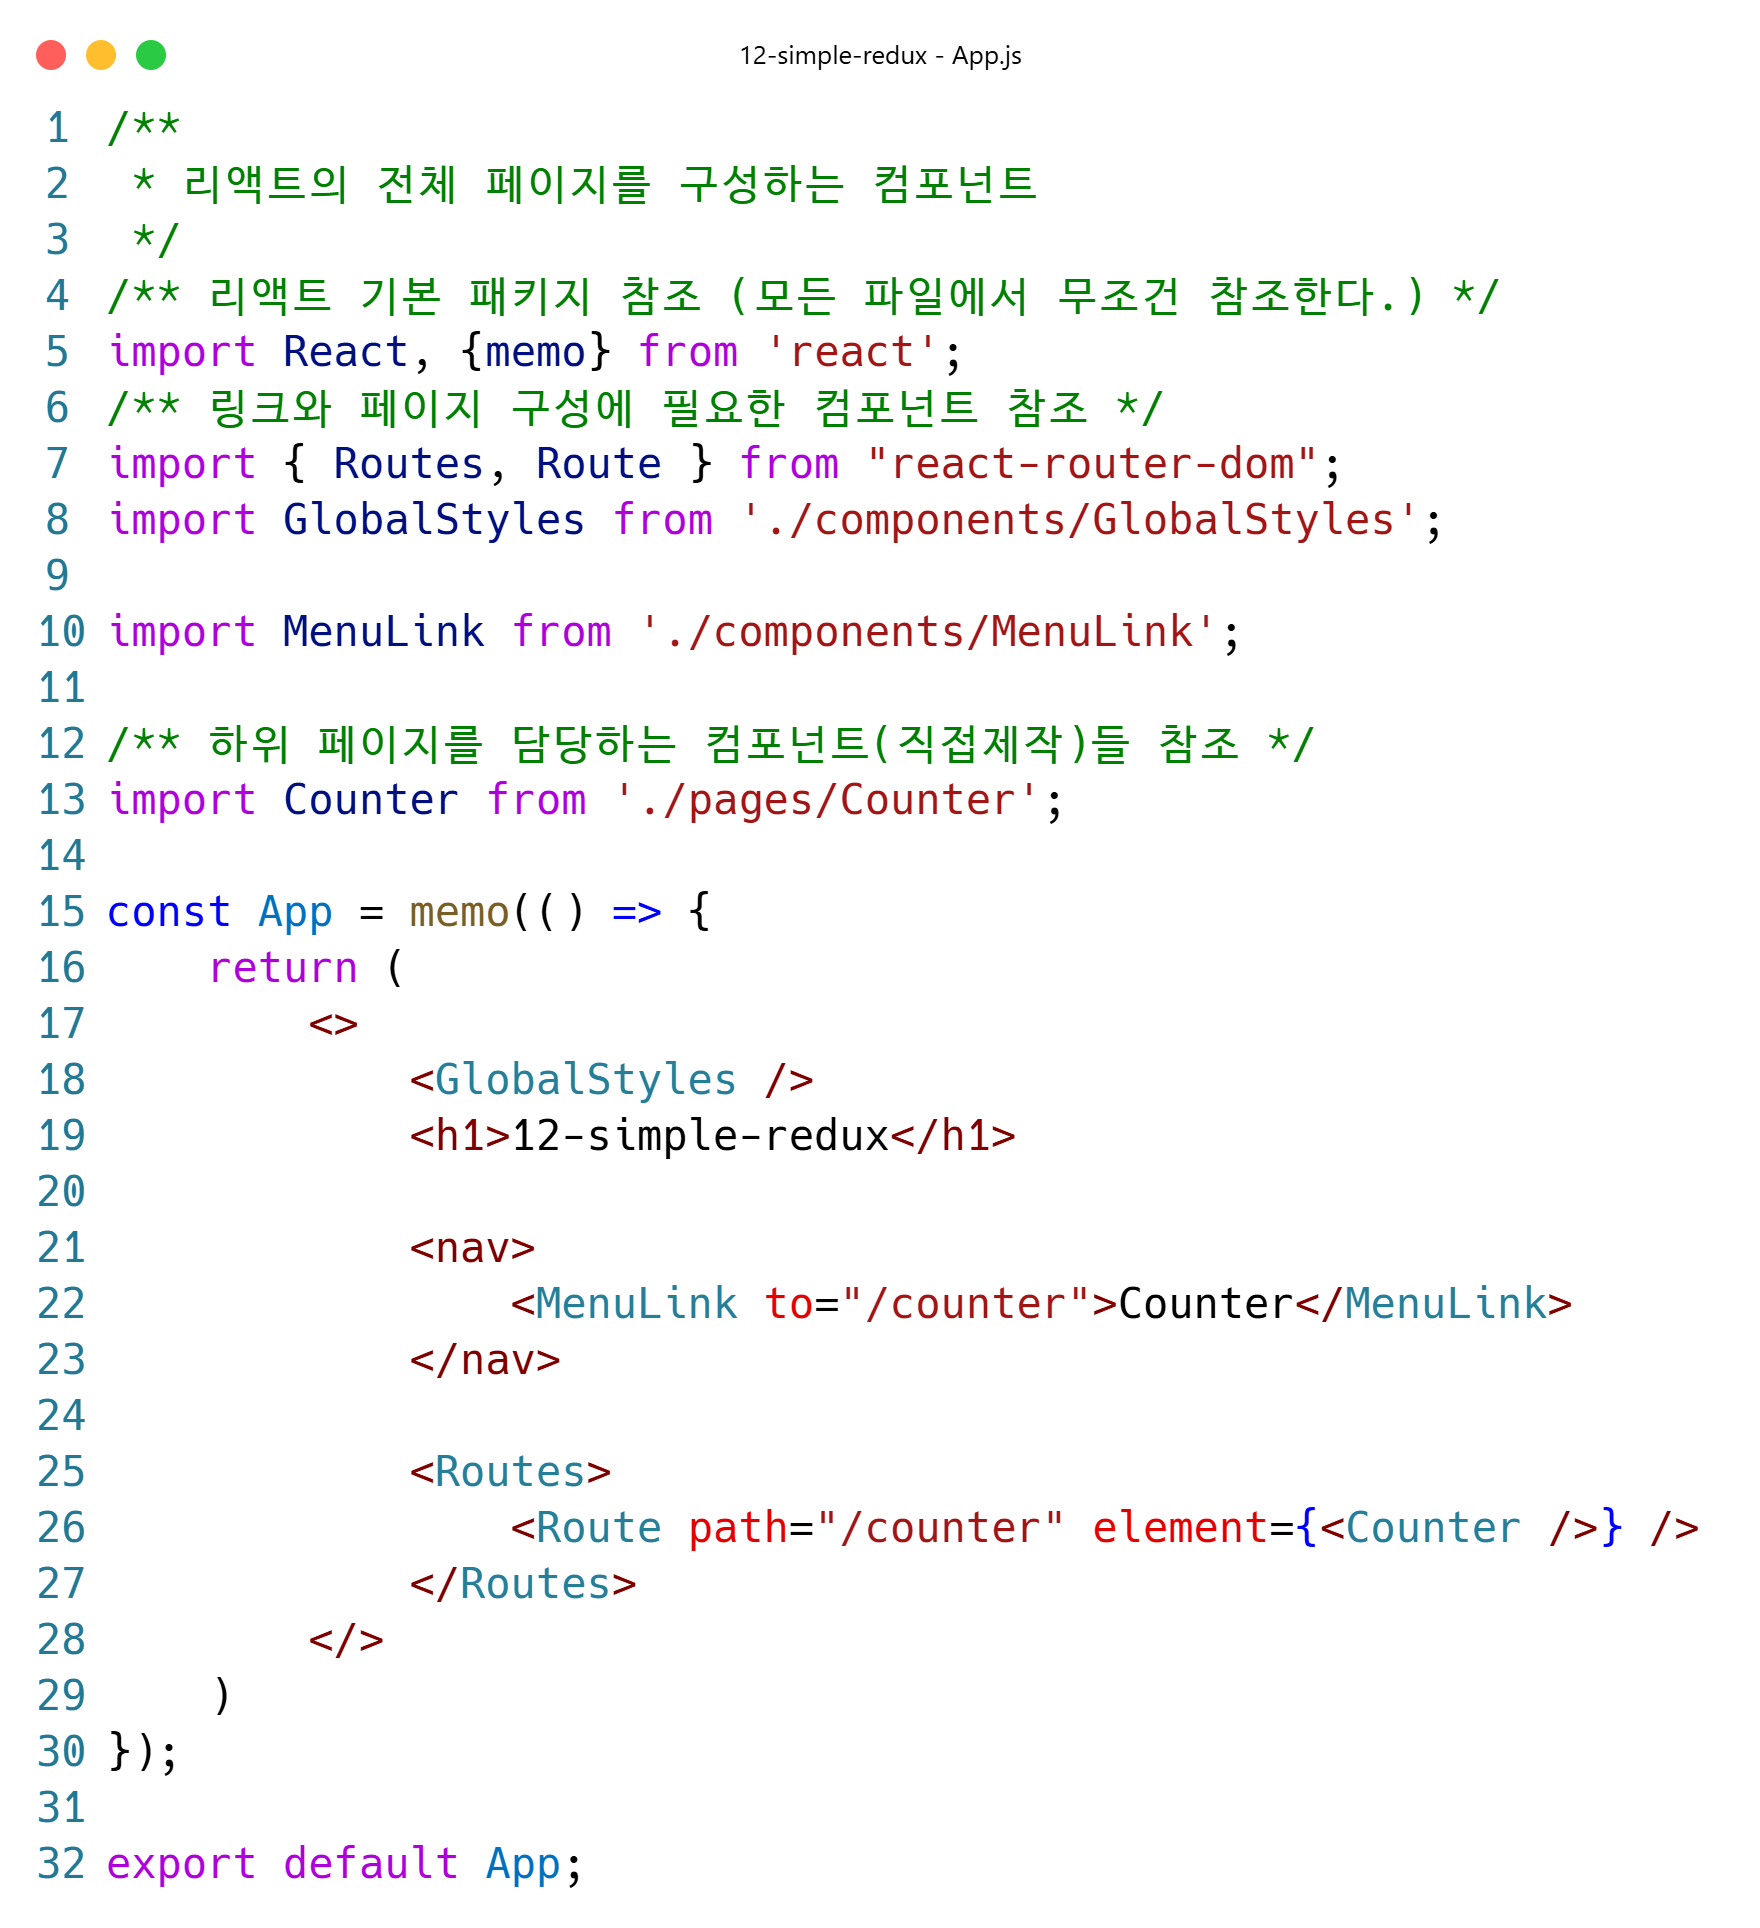 12-simple-redux - App.js
1 /**
2  * 리액트의 전체 페이지를 구성하는 컴포넌트
3  */
4 /** 리액트 기본 패키지 참조 (모든 파일에서 무조건 참조한다.) */
5 import React, {memo} from 'react';
6 /** 링크와 페이지 구성에 필요한 컴포넌트 참조 */
7 import { Routes, Route } from "react-router-dom";
8 import GlobalStyles from './components/GlobalStyles';
9
10 import MenuLink from './components/MenuLink';
11
12 /** 하위 페이지를 담당하는 컴포넌트(직접제작)들 참조 */
13 import Counter from './pages/Counter';
14
15 const App = memo(() => {
16     return (
17         <>
18             <GlobalStyles />
19             <h1>12-simple-redux</h1>
20
21             <nav>
22                 <MenuLink to="/counter">Counter</MenuLink>
23             </nav>
24
25             <Routes>
26                 <Route path="/counter" element={<Counter />} />
27             </Routes>
28         </>
29     )
30 });
31
32 export default App;